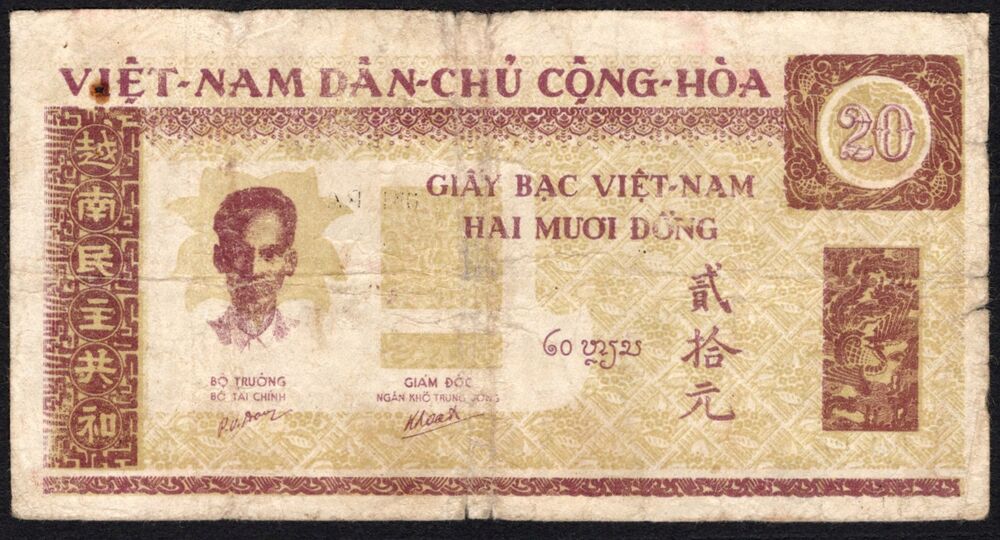 VIỆT-NAM DÂN-CHỦ CỘNG-HÒA
20
越南民主共和
GIẤY BẠC VIỆT-NAM
HAI MƯƠI ĐỒNG
貳拾元
BỘ TRƯỞNG
BỘ TÀI CHÍNH
GIÁM ĐỐC
NGÂN KHỐ TRUNG ƯƠNG